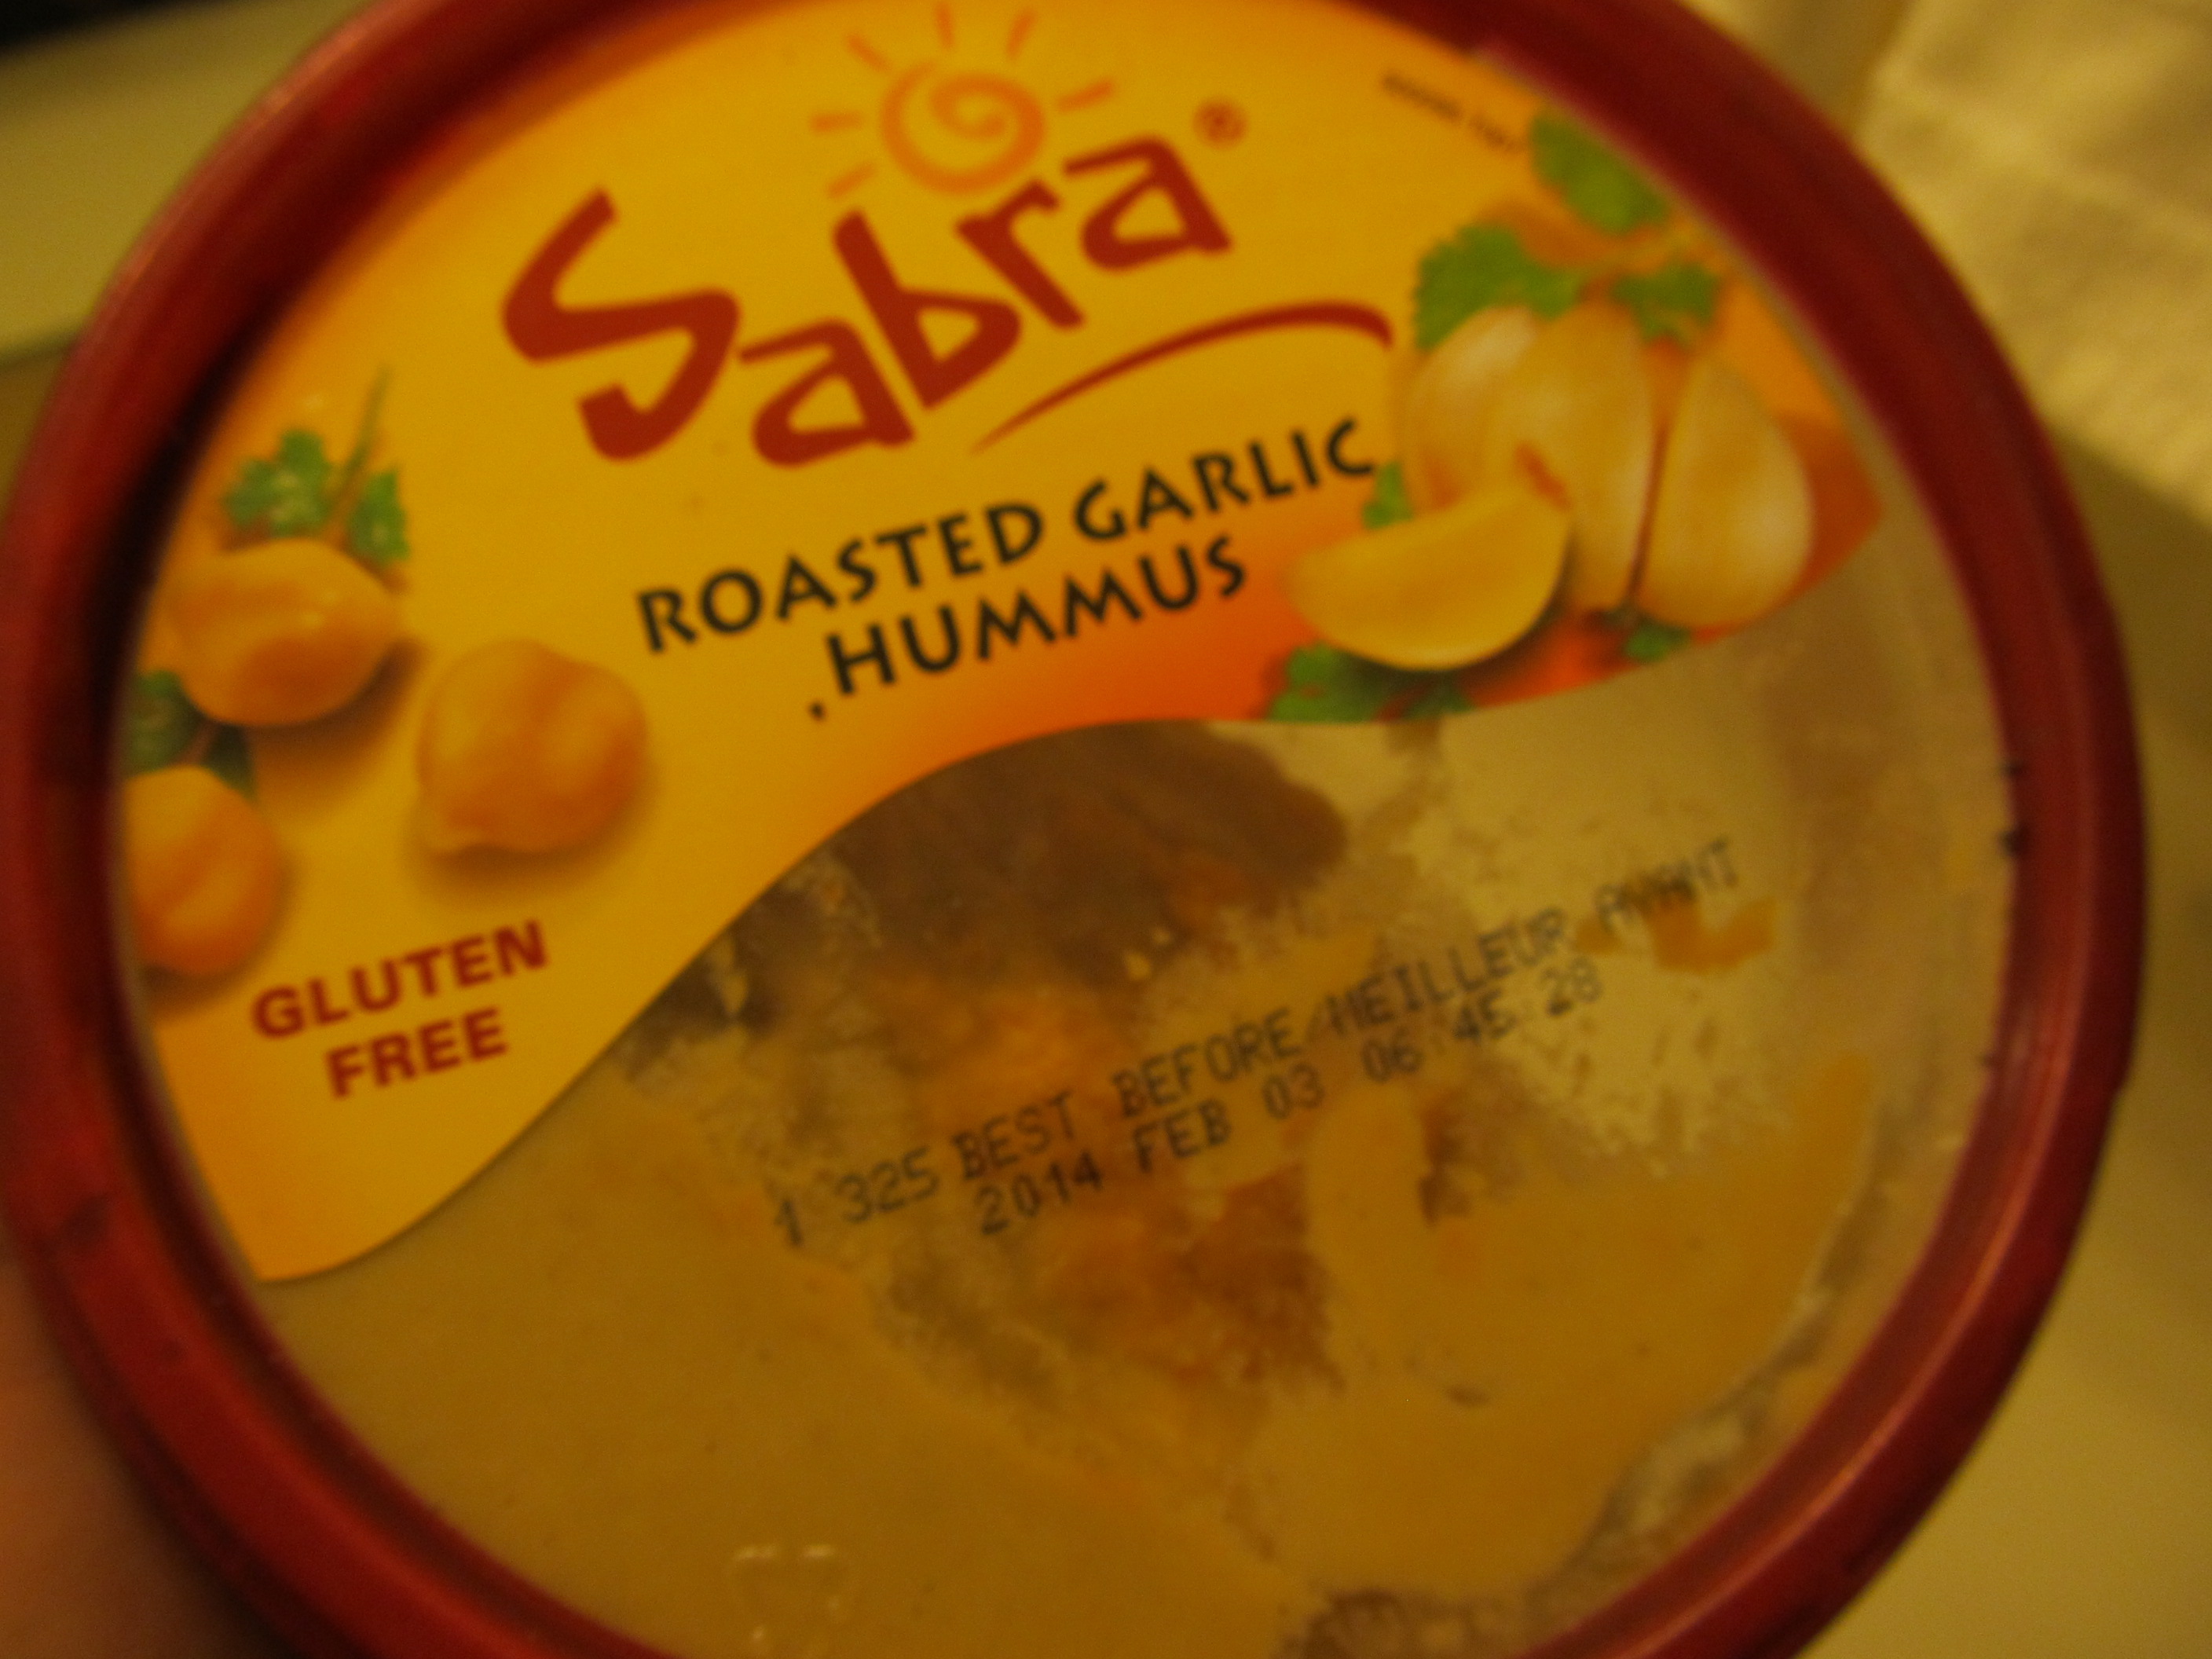 Sabra®
ROASTED GARLIC
HUMMUS
GLUTEN
FREE
1 325 BEST BEFORE/MEILLEUR AVANT
2014 FEB 03 06:45 28